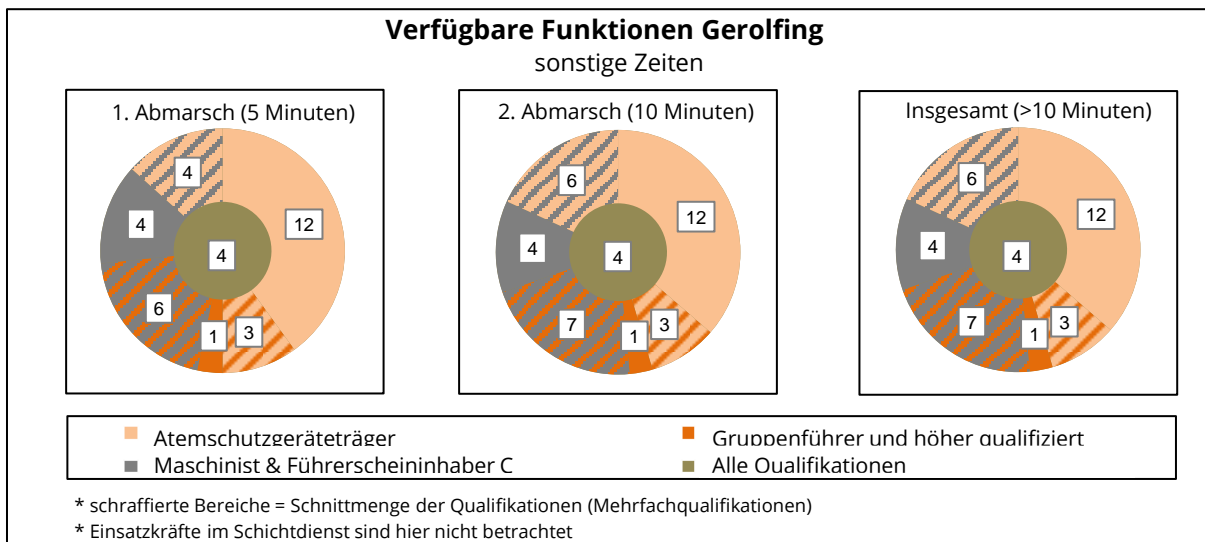 Verfügbare Funktionen Gerolfing
sonstige Zeiten
1. Abmarsch (5 Minuten)
4
12
4
4
6
1
3
2. Abmarsch (10 Minuten)
6
12
4
4
7
1
3
Insgesamt (>10 Minuten)
6
12
4
4
7
1
3
Atemschutzgeräteträger
Gruppenführer und höher qualifiziert
Maschinist & Führerscheininhaber C
Alle Qualifikationen
* schraffierte Bereiche = Schnittmenge der Qualifikationen (Mehrfachqualifikationen)
* Einsatzkräfte im Schichtdienst sind hier nicht betrachtet